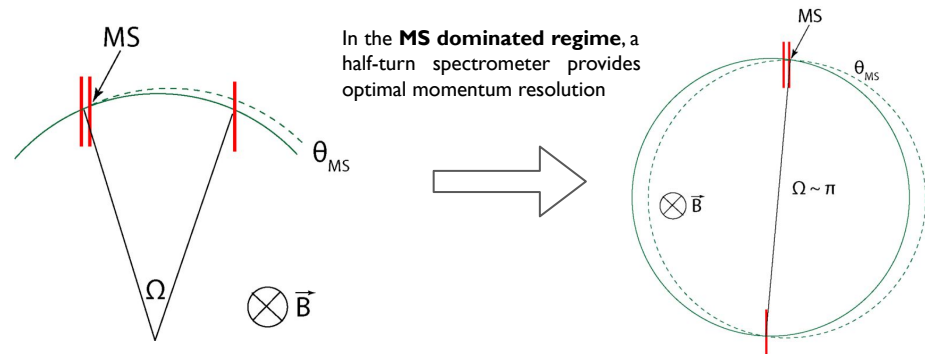 MS
In the MS dominated regime, a
half-turn spectrometer provides
optimal momentum resolution
MS
θMS
θMS
Ω ~ π
B
Ω
B